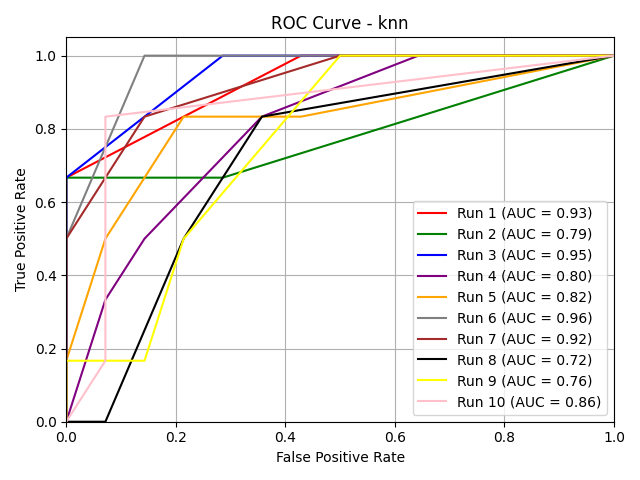 ROC Curve - knn
True Positive Rate
1.0
0.8
0.6
0.4
0.2
0.0
0.0 0.2 0.4 0.6 0.8 1.0
False Positive Rate
Run 1 (AUC = 0.93)
Run 2 (AUC = 0.79)
Run 3 (AUC = 0.95)
Run 4 (AUC = 0.80)
Run 5 (AUC = 0.82)
Run 6 (AUC = 0.96)
Run 7 (AUC = 0.92)
Run 8 (AUC = 0.72)
Run 9 (AUC = 0.76)
Run 10 (AUC = 0.86)